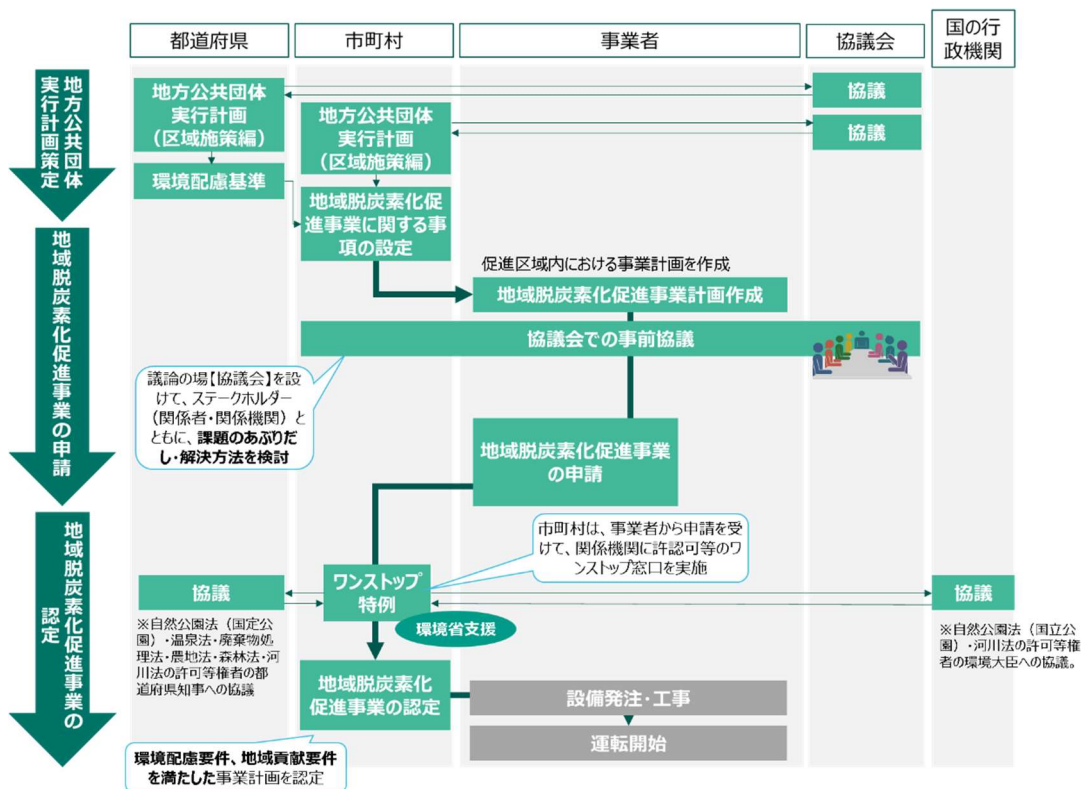 都道府県
市町村
事業者
協議会
国の行
政機関
地方公共団体
実行計画策定
地方公共団体
実行計画
（区域施策編）
環境配慮基準
地方公共団体
実行計画
（区域施策編）
地域脱炭素化促
進事業に関する事
項の設定
協議
協議
地域脱炭素化促進事業の申請
促進区域内における事業計画を作成
地域脱炭素化促進事業計画作成
協議会での事前協議
議論の場【協議会】を設
けて、ステークホルダー
（関係者・関係機関）と
ともに、課題のあぶりだ
し・解決方法を検討
地域脱炭素化促進事業
の申請
地域脱炭素化促進事業の
認定
市町村は、事業者から申請を受
けて、関係機関に許認可等のワ
ンストップ窓口を実施
協議
ワンストップ
特例
協議
環境省支援
※自然公園法（国定公
園）・温泉法・廃棄物処
理法・農地法・森林法・河
川法の許可等権者の都
道府県知事への協議
※自然公園法（国立公
園）・河川法の許可等権
者の環境大臣への協議。
地域脱炭素化
促進事業の認定
設備発注・工事
運転開始
環境配慮要件、地域貢献要件
を満たした事業計画を認定